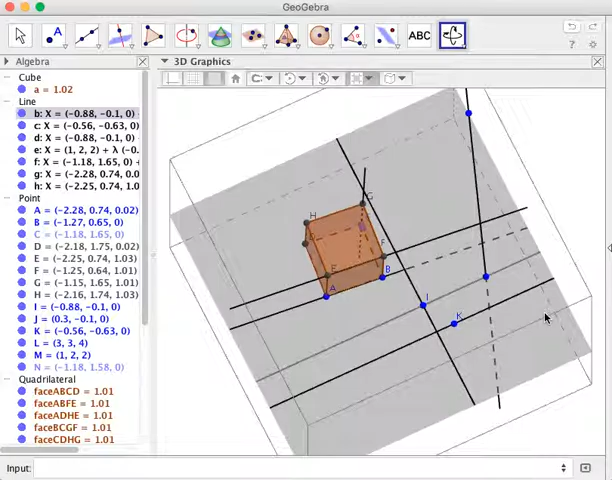 GeoGebra
ABC
Algebra
3D Graphics
Cube
a = 1.02
Line
b: X = (-0.88, -0.1, 0)
c: X = (-0.56, -0.63, 0)
d: X = (-0.88, -0.1, 0)
e: X = (1, 2, 2) + λ (-0.
f: X = (-1.18, 1.65, 0) +
g: X = (-2.28, 0.74, 0.0
h: X = (-2.25, 0.74, 1.0
Point
A = (-2.28, 0.74, 0.02)
B = (-1.27, 0.65, 0)
C = (-1.18, 1.65, 0)
D = (-2.18, 1.75, 0.02)
E = (-2.25, 0.74, 1.03)
F = (-1.25, 0.64, 1.01)
G = (-1.15, 1.65, 1.01)
H = (-2.16, 1.74, 1.03)
I = (-0.88, -0.1, 0)
J = (0.3, -0.1, 0)
K = (-0.56, -0.63, 0)
L = (3, 3, 4)
M = (1, 2, 2)
N = (-1.18, 1.58, 0)
Quadrilateral
faceABCD = 1.01
faceABFE = 1.01
faceADHE = 1.01
faceBCGF = 1.01
faceCDHG = 1.01
G
H
F
E
B
A
I
K
Input: